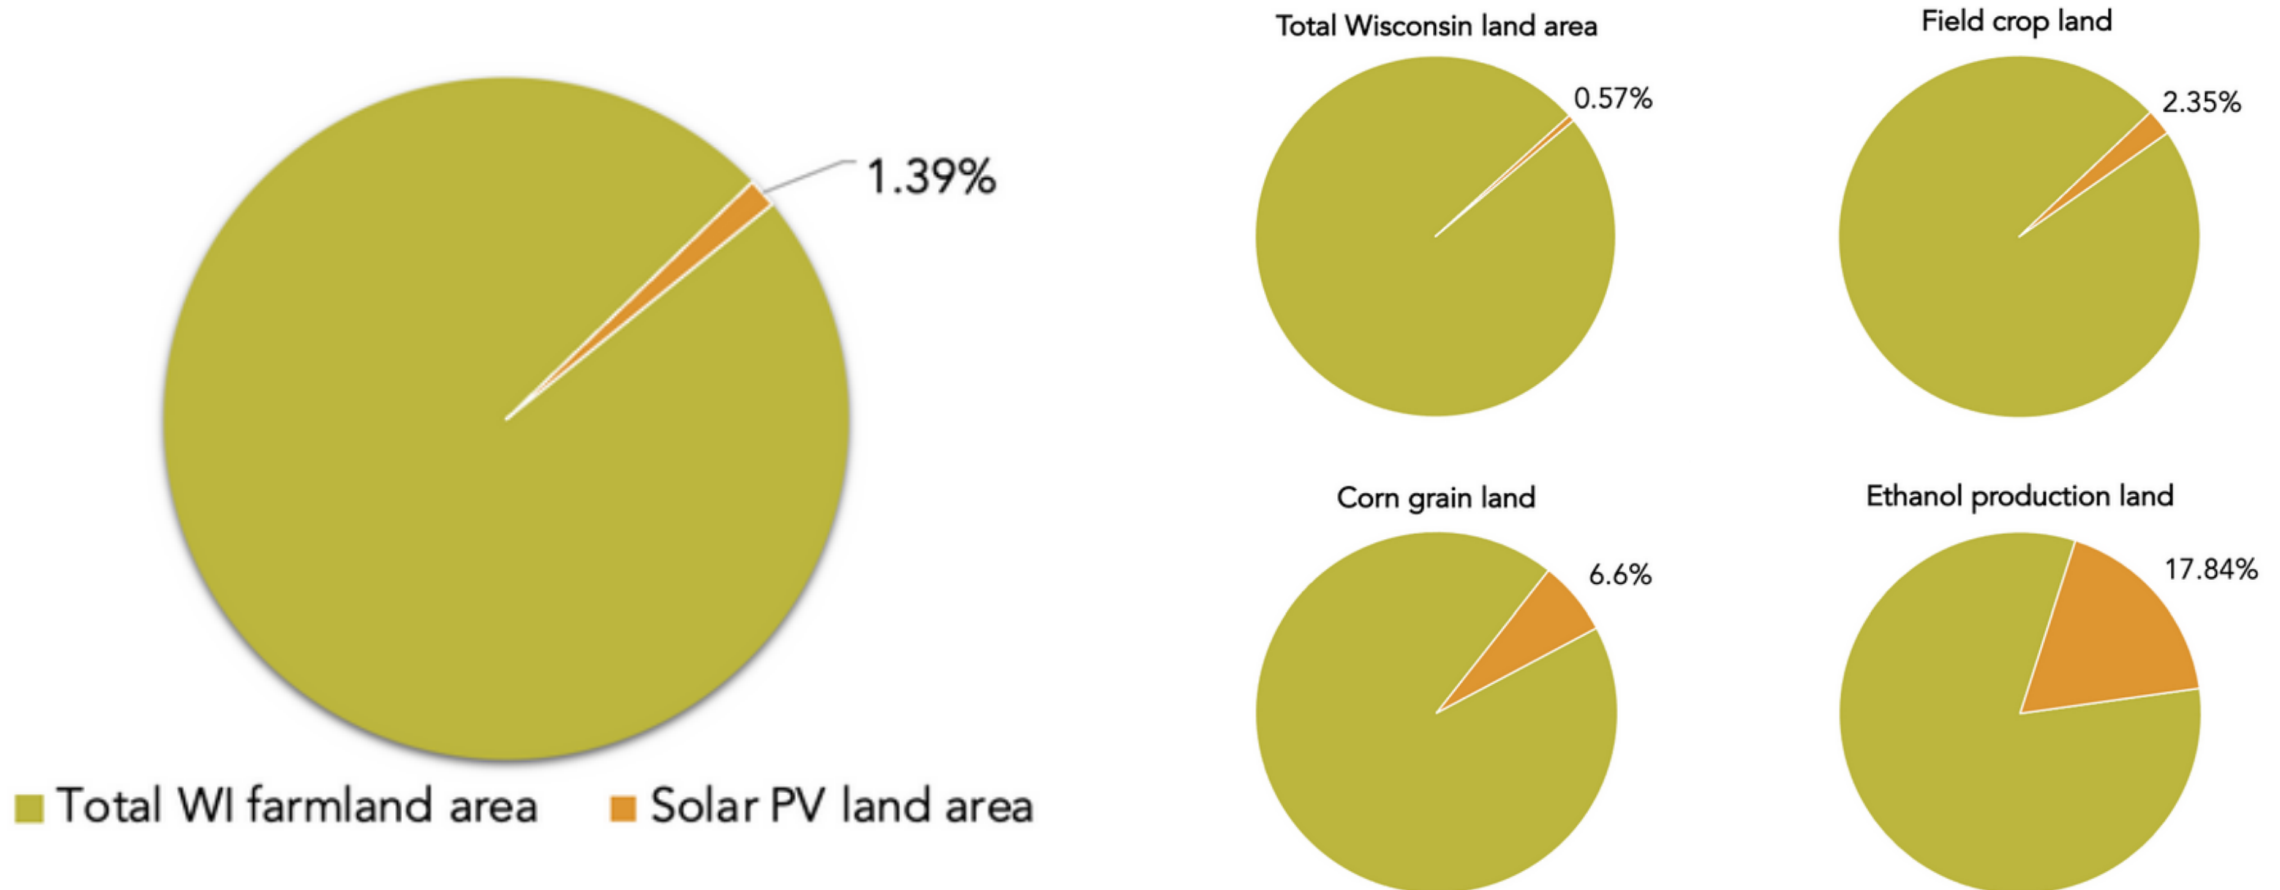 1.39%
Total WI farmland area
Solar PV land area
Total Wisconsin land area
0.57%
Field crop land
2.35%
Corn grain land
6.6%
Ethanol production land
17.84%